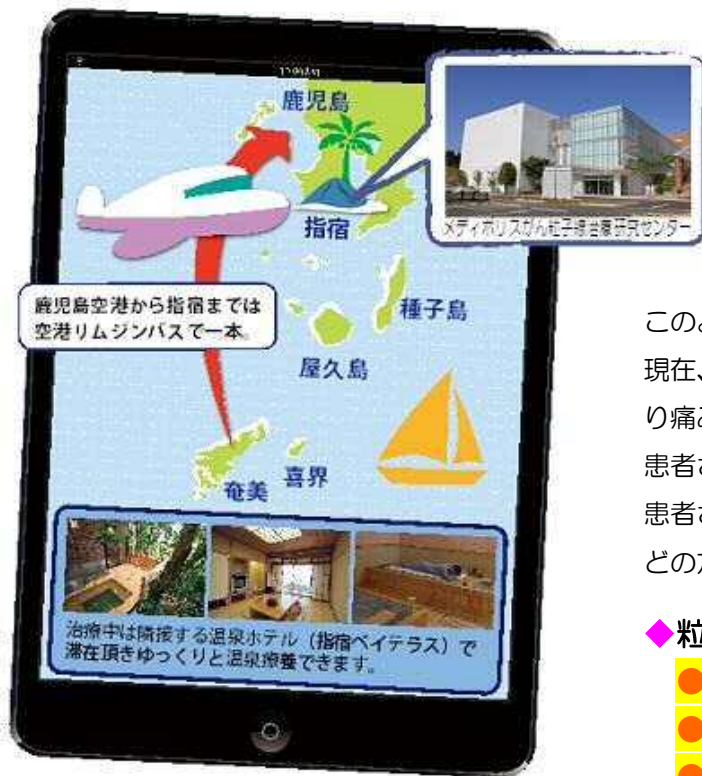 鹿児島
メディポリスがん粒子線治療研究センター
指宿
鹿児島空港から指宿までは
空港リムジンバスで一本。
種子島
屋久島
喜界
奄美
治療中は隣接する温泉ホテル（指宿ベイテラス）で
滞在頂きゆっくりと温泉療養できます。
このよ
現在、
り痛み
患者さ
患者さ
どの
◆粒